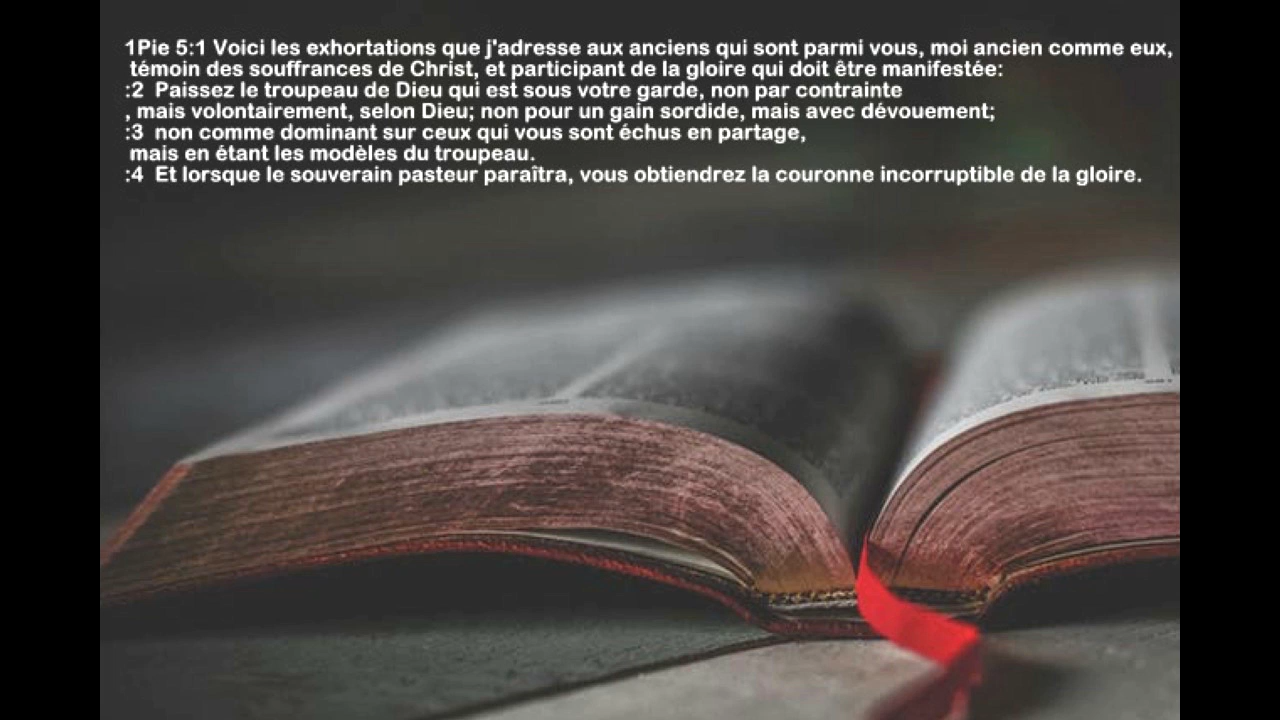 1Pie 5:1 Voici les exhortations que j'adresse aux anciens qui sont parmi vous, moi ancien comme eux,
témoin des souffrances de Christ, et participant de la gloire qui doit être manifestée:
:2 Paissez le troupeau de Dieu qui est sous votre garde, non par contrainte
, mais volontairement, selon Dieu; non pour un gain sordide, mais avec dévouement;
:3 non comme dominant sur ceux qui vous sont échus en partage,
mais en étant les modèles du troupeau.
:4 Et lorsque le souverain pasteur paraîtra, vous obtiendrez la couronne incorruptible de la gloire.